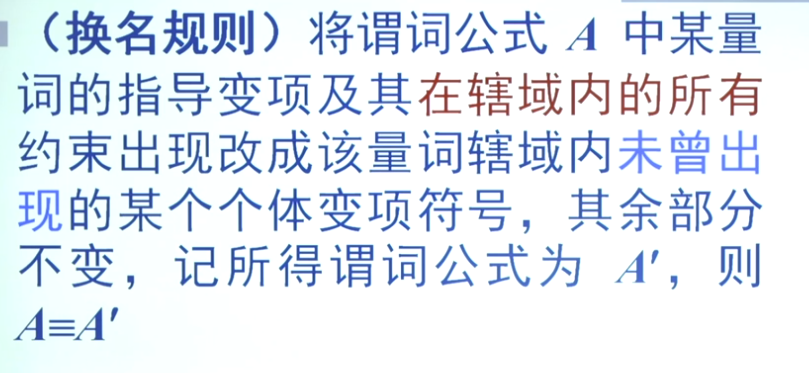 （换名规则）将谓词公式 A 中某量
词的指导变项及其在辖域内的所有
约束出现改成该量词辖域内未曾出
现的某个个体变项符号，其余部分
不变，记所得谓词公式为 A′，则
A≡A′